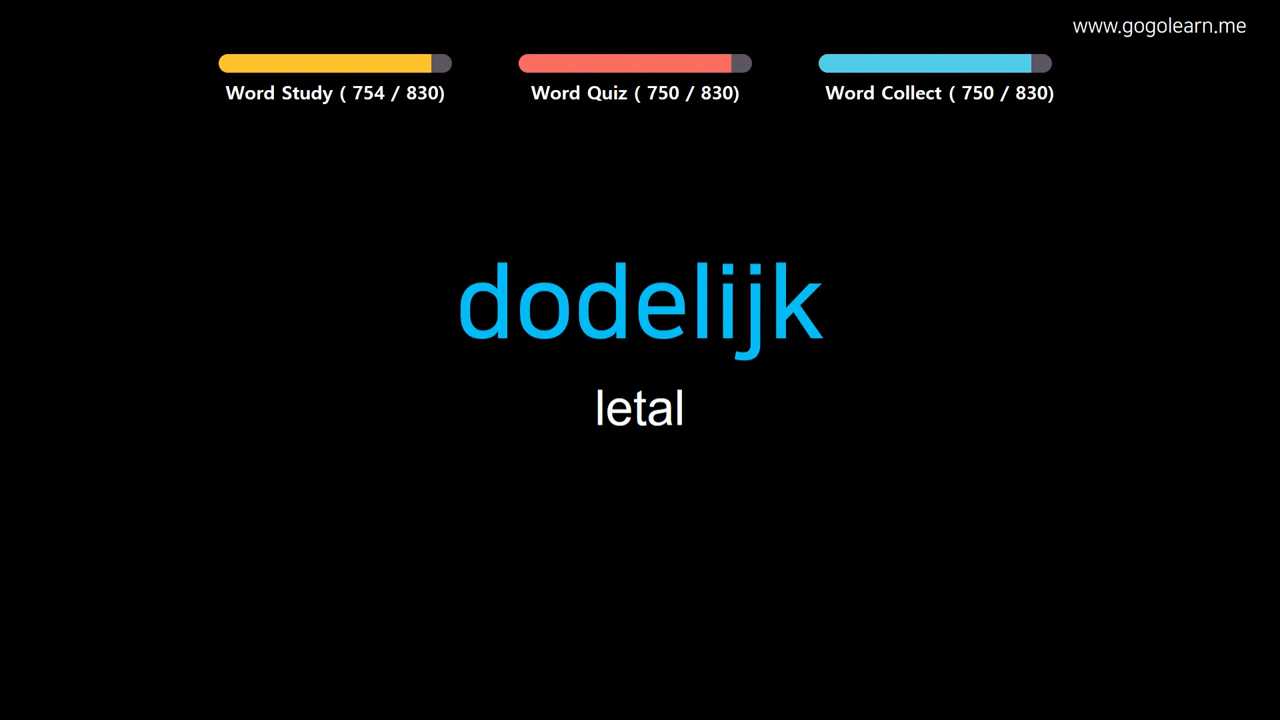 www.gogolearn.me
Word Study ( 754 / 830)
Word Quiz ( 750 / 830)
Word Collect ( 750 / 830)
dodelijk
letal